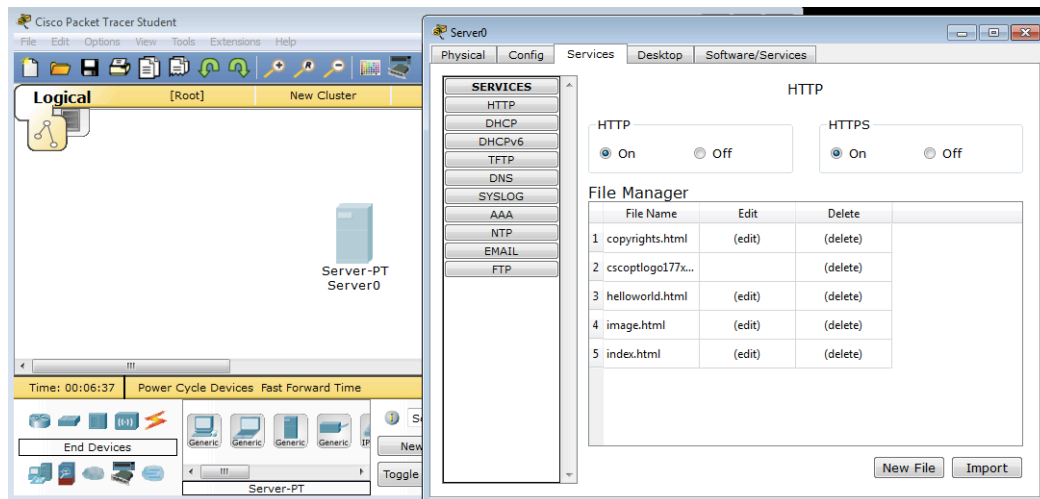 Cisco Packet Tracer Student
File Edit Options View Tools Extensions Help
Logical [Root] New Cluster
Server-PT
Server0
Time: 00:06:37 Power Cycle Devices Fast Forward Time
End Devices
Generic Generic Generic Generic IP
New
Toggle
Server-PT
Server0
Physical Config Services Desktop Software/Services
SERVICES
HTTP
DHCP
DHCPv6
TFTP
DNS
SYSLOG
AAA
NTP
EMAIL
FTP
HTTP
HTTP HTTPS
On Off On Off
File Manager
File Name Edit Delete
1 copyrights.html (edit) (delete)
2 cscoptlogo177x... (delete)
3 helloworld.html (edit) (delete)
4 image.html (edit) (delete)
5 index.html (edit) (delete)
New File Import